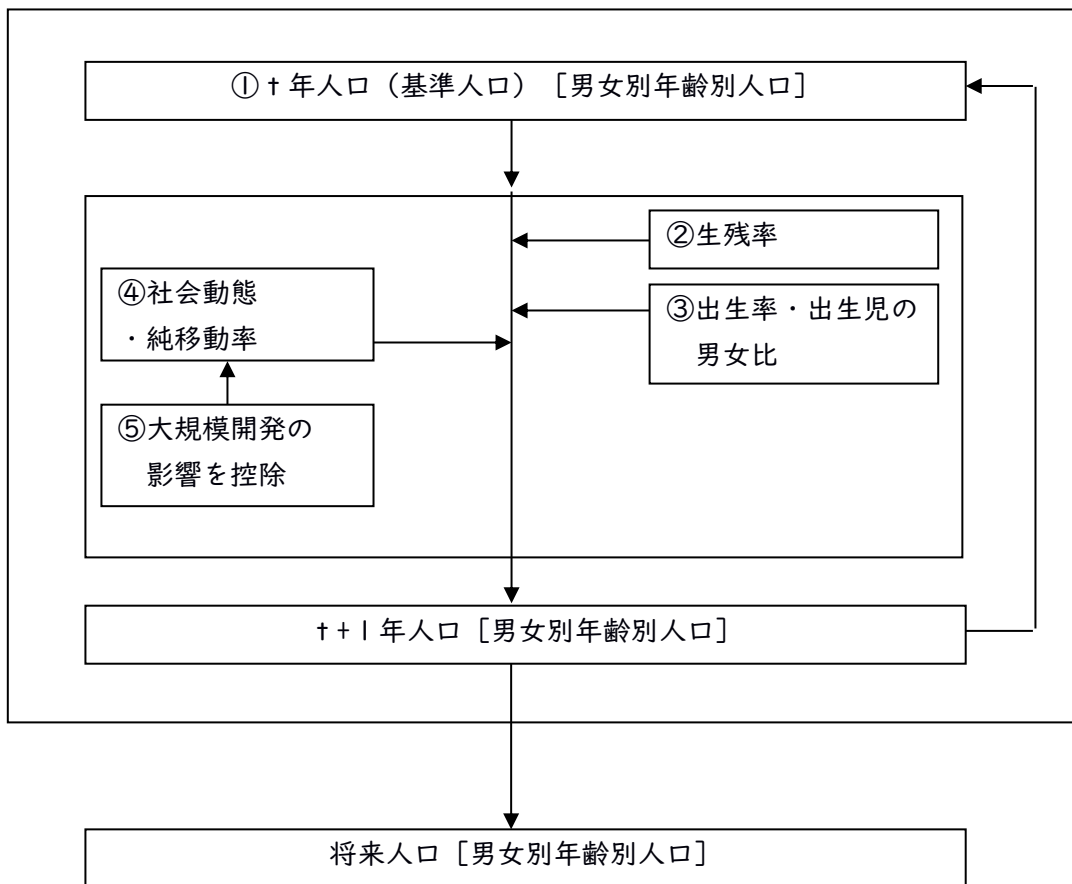 ①t年人口(基準人口)[男女別年齢別人口]
②生残率
④社会動態
・純移動率
③出生率・出生児の
男女比
⑤大規模開発の
影響を控除
t+1年人口[男女別年齢別人口]
将来人口[男女別年齢別人口]